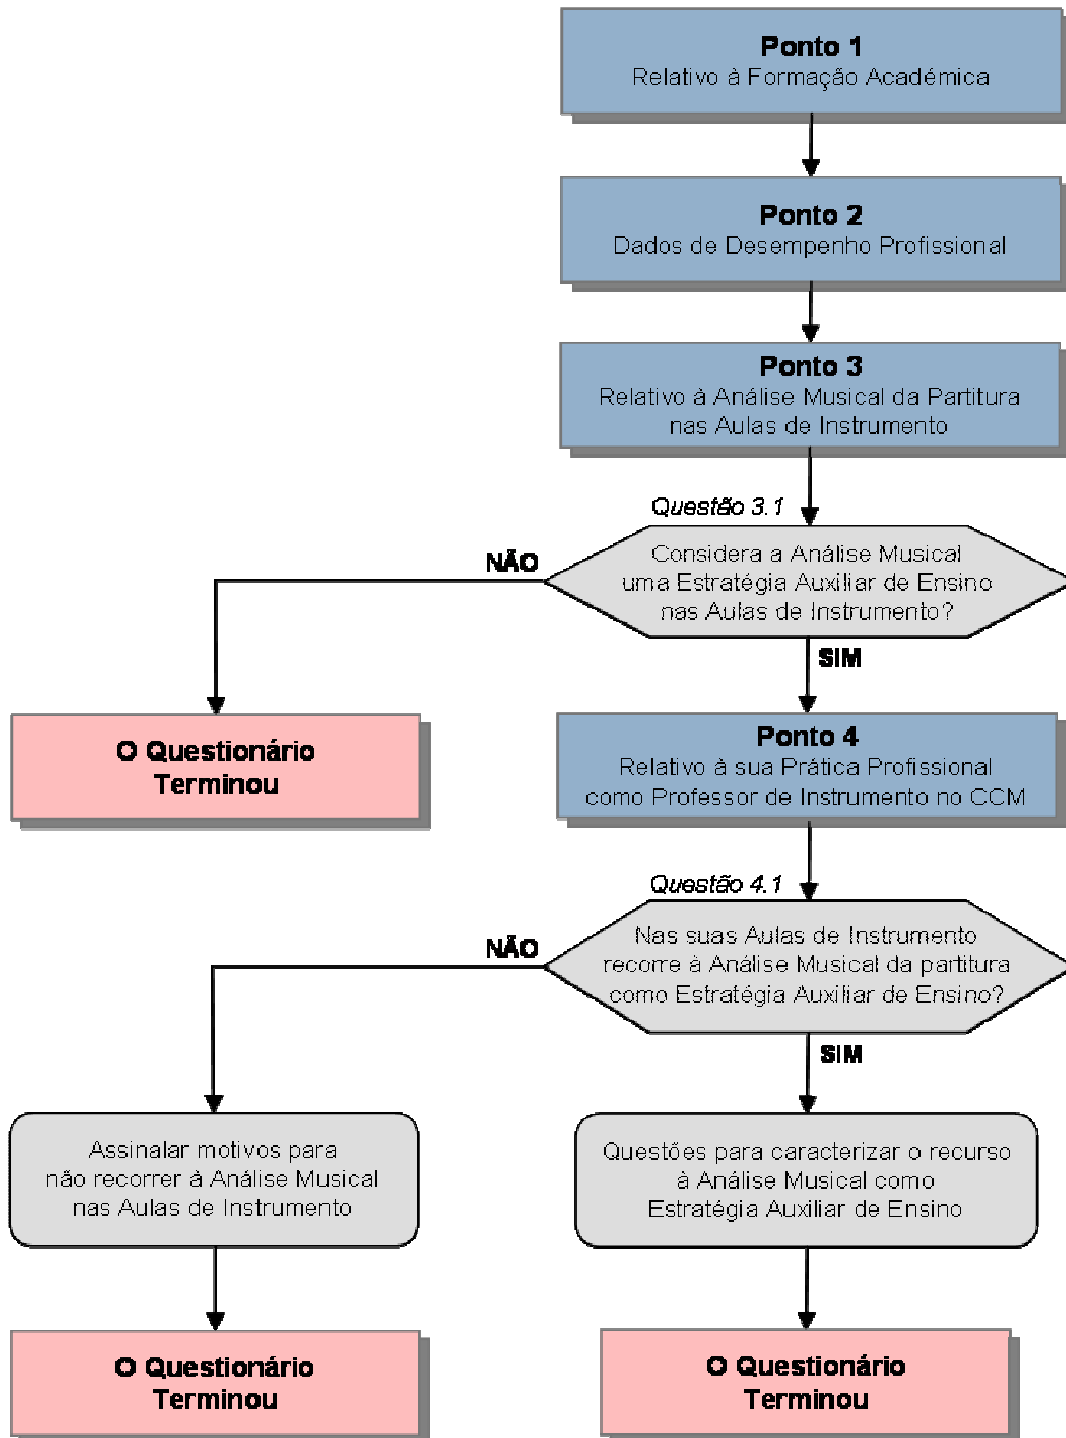 Ponto 1
Relativo à Formação Académica
Ponto 2
Dados de Desempenho Profissional
Ponto 3
Relativo à Análise Musical da Partitura
nas Aulas de Instrumento
Questão 3.1
NÃO
Considera a Análise Musical
uma Estratégia Auxiliar de Ensino
nas Aulas de Instrumento?
SIM
O Questionário
Terminou
Ponto 4
Relativo à sua Prática Profissional
como Professor de Instrumento no CCM
Questão 4.1
NÃO
Nas suas Aulas de Instrumento
recorre à Análise Musical da partitura
como Estratégia Auxiliar de Ensino?
SIM
Assinalar motivos para
não recorrer à Análise Musical
nas Aulas de Instrumento
Questões para caracterizar o recurso
à Análise Musical como
Estratégia Auxiliar de Ensino
O Questionário
Terminou
O Questionário
Terminou